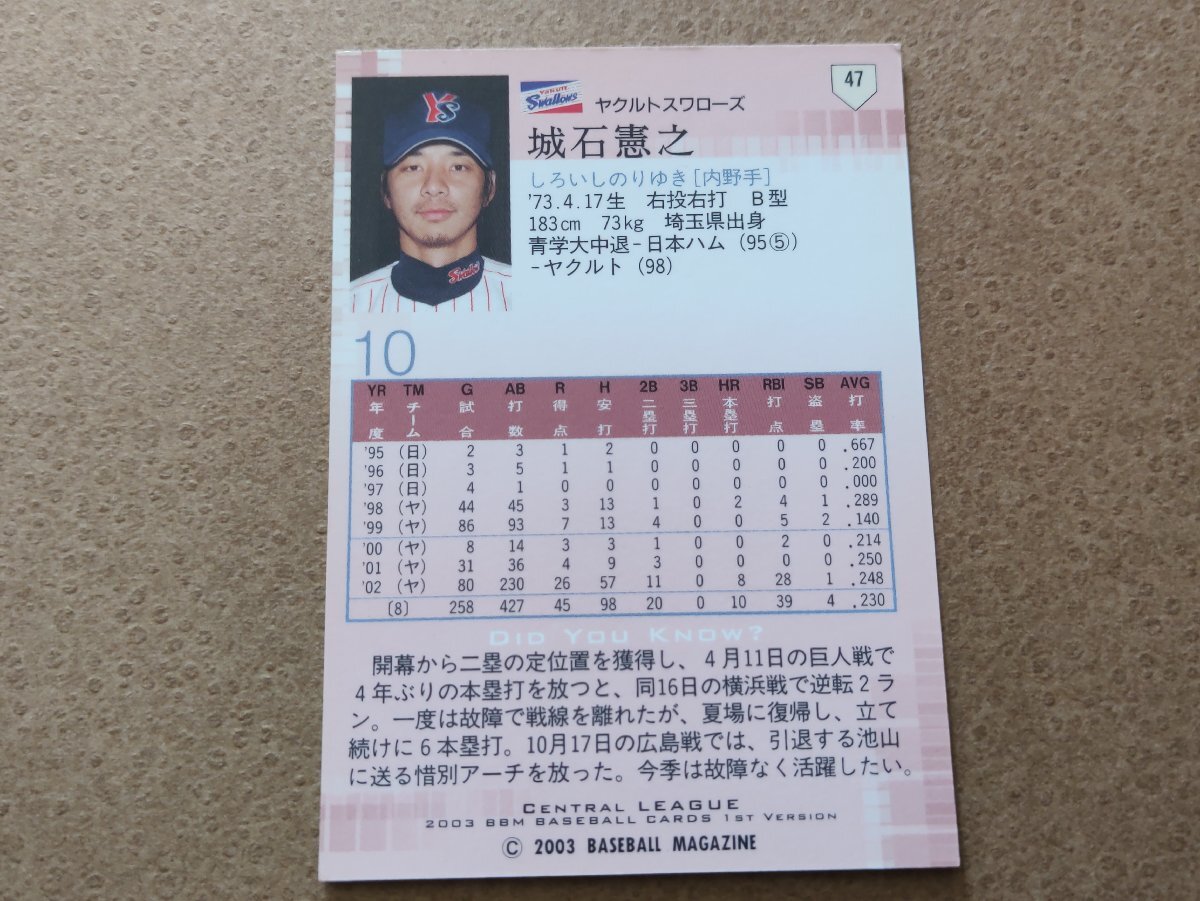 47
YAKULT
Swallows
ヤクルトスワローズ
城石憲之
しろいしのりゆき[内野手]
'73.4.17生 右投右打 B型
183cm 73kg 埼玉県出身
青学大中退-日本ハム(95⑤)
-ヤクルト(98)
YS
Swallows
10
YR TM G AB R H 2B 3B HR RBI SB AVG
年度 チーム 試合 打数 得点 安打 二塁打 三塁打 本塁打 打点 盗塁 打率
'95 (日) 2 3 1 2 0 0 0 0 0 .667
'96 (日) 3 5 1 1 0 0 0 0 0 .200
'97 (日) 4 1 0 0 0 0 0 0 0 .000
'98 (ヤ) 44 45 3 13 1 0 2 4 1 .289
'99 (ヤ) 86 93 7 13 4 0 0 5 2 .140
'00 (ヤ) 8 14 3 3 1 0 0 2 0 .214
'01 (ヤ) 31 36 4 9 3 0 0 0 0 .250
'02 (ヤ) 80 230 26 57 11 0 8 28 1 .248
(8) 258 427 45 98 20 0 10 39 4 .230
DID YOU KNOW?
開幕から二塁の定位置を獲得し、4月11日の巨人戦で
4年ぶりの本塁打を放つと、同16日の横浜戦で逆転2ラ
ン。一度は故障で戦線を離れたが、夏場に復帰し、立て
続けに6本塁打。10月17日の広島戦では、引退する池山
に送る惜別アーチを放った。今季は故障なく活躍したい。
CENTRAL LEAGUE
2003 BBM BASEBALL CARDS 1ST VERSION
© 2003 BASEBALL MAGAZINE